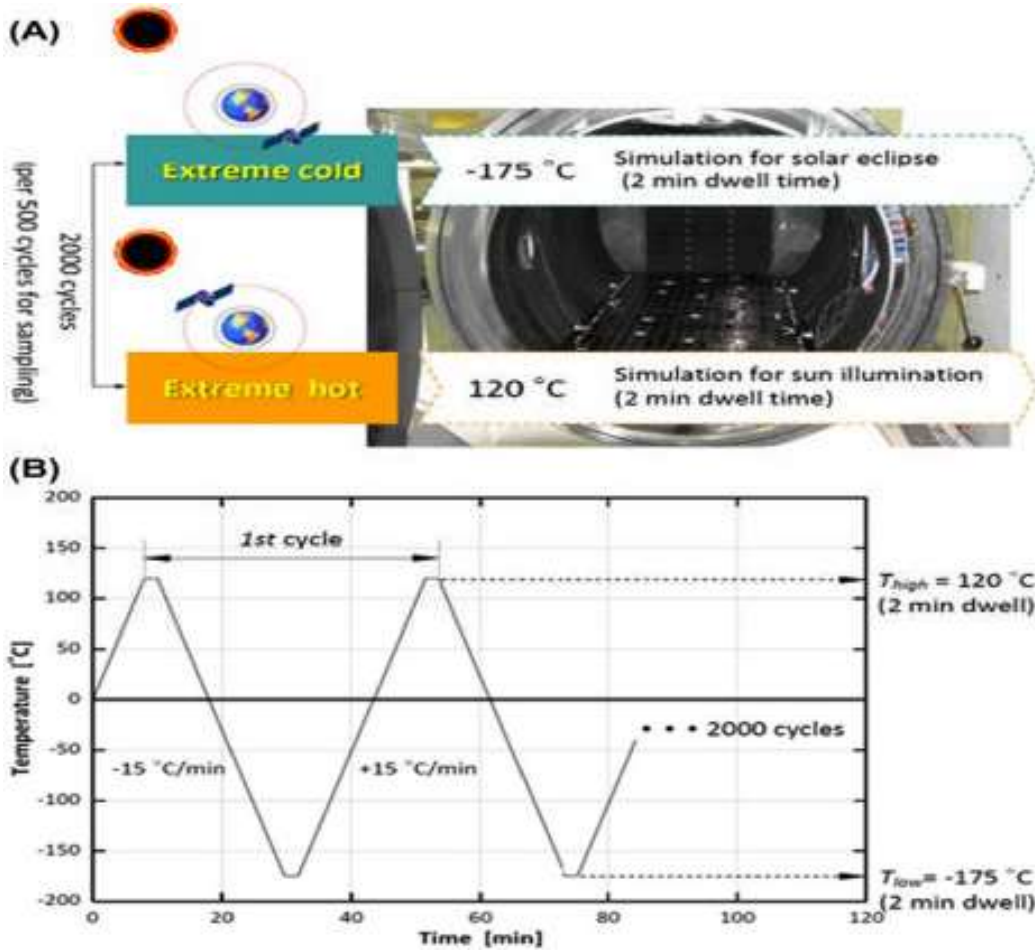 (A)
Extreme cold
-175 °C
Simulation for solar eclipse
(2 min dwell time)
2000 cycles
(per 500 cycles for sampling)
Extreme hot
120 °C
Simulation for sun illumination
(2 min dwell time)
(B)
200
150
100
50
0
-50
-100
-150
-200
Temperature [°C]
1st cycle
-15 °C/min
+15 °C/min
• • • 2000 cycles
Thigh = 120 °C
(2 min dwell)
Tlow= -175 °C
(2 min dwell)
0 20 40 60 80 100 120
Time [min]